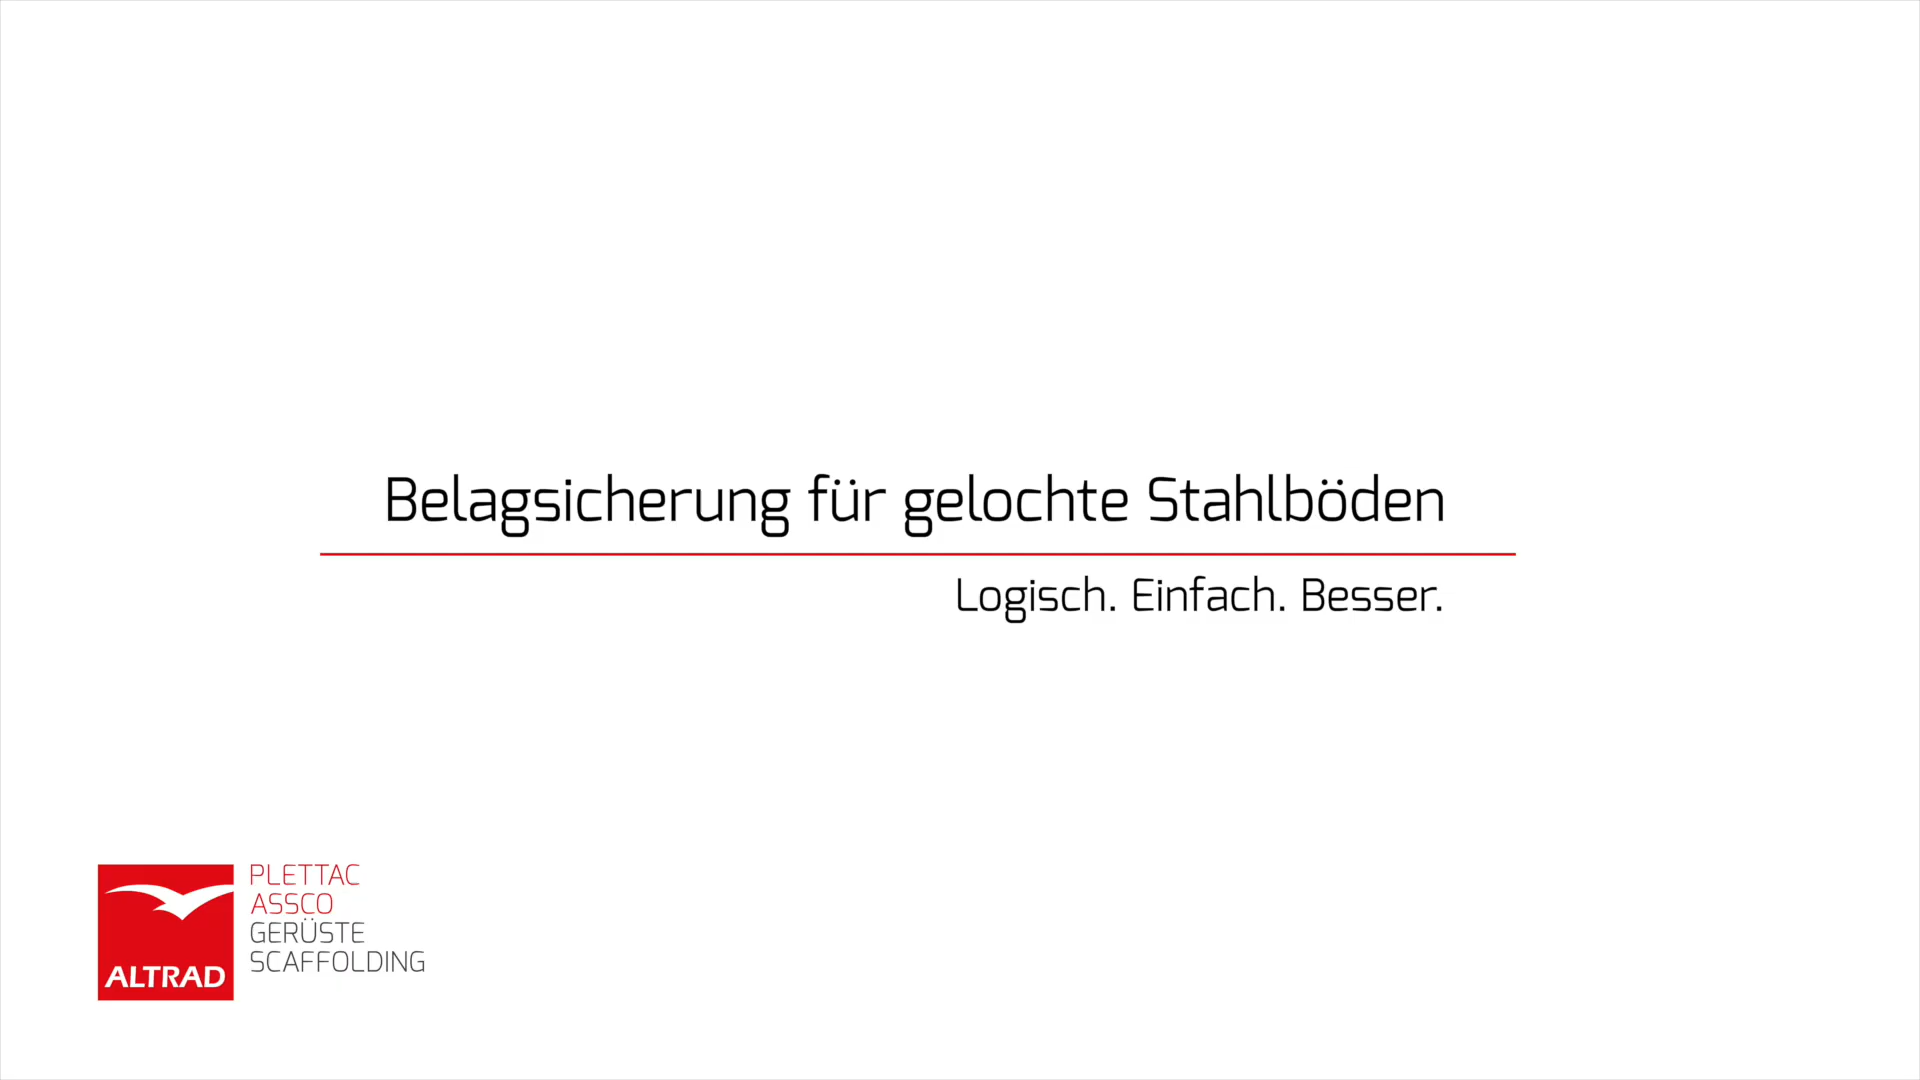 Belagsicherung für gelochte Stahlböden
Logisch. Einfach. Besser.
PLETTAC
ASSCO
GERÜSTE
SCAFFOLDING
ALTRAD